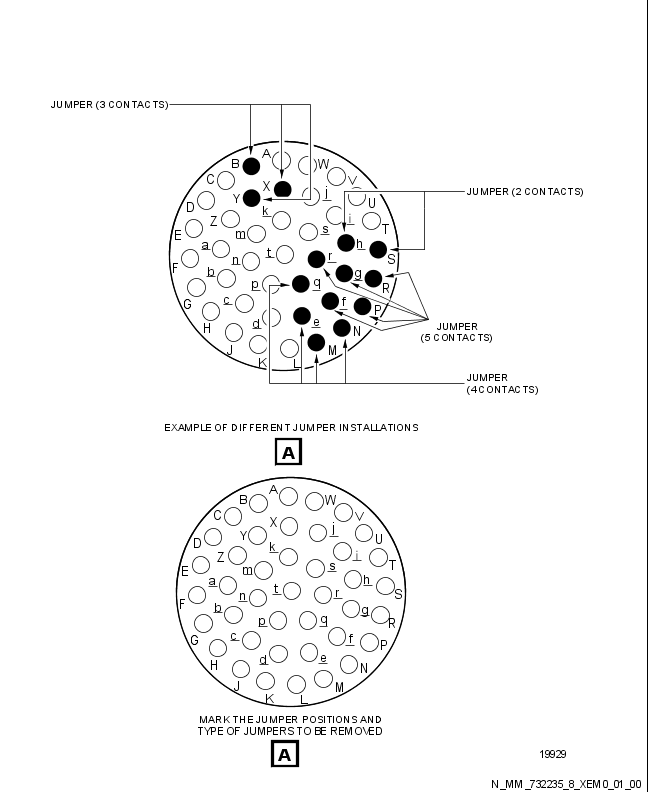 JUMPER (3 CONTACTS)
A
B
W
C
V
X
j
Y
U
D
k
Z
i
T
E
m
s
JUMPER (2 CONTACTS)
a
h
t
r
S
F
n
b
g
R
p
q
G
c
f
P
H
d
e
N
J
M
K
L
JUMPER
(5 CONTACTS)
JUMPER
(4 CONTACTS)
EXAMPLE OF DIFFERENT JUMPER INSTALLATIONS
A
A
B
W
C
V
X
j
Y
U
D
k
Z
i
T
E
m
s
a
h
t
r
S
F
n
b
g
R
p
q
G
c
f
P
H
d
e
N
J
M
K
L
MARK THE JUMPER POSITIONS AND
TYPE OF JUMPERS TO BE REMOVED
A
19929
N_MM_732235_8_XEM0_01_00